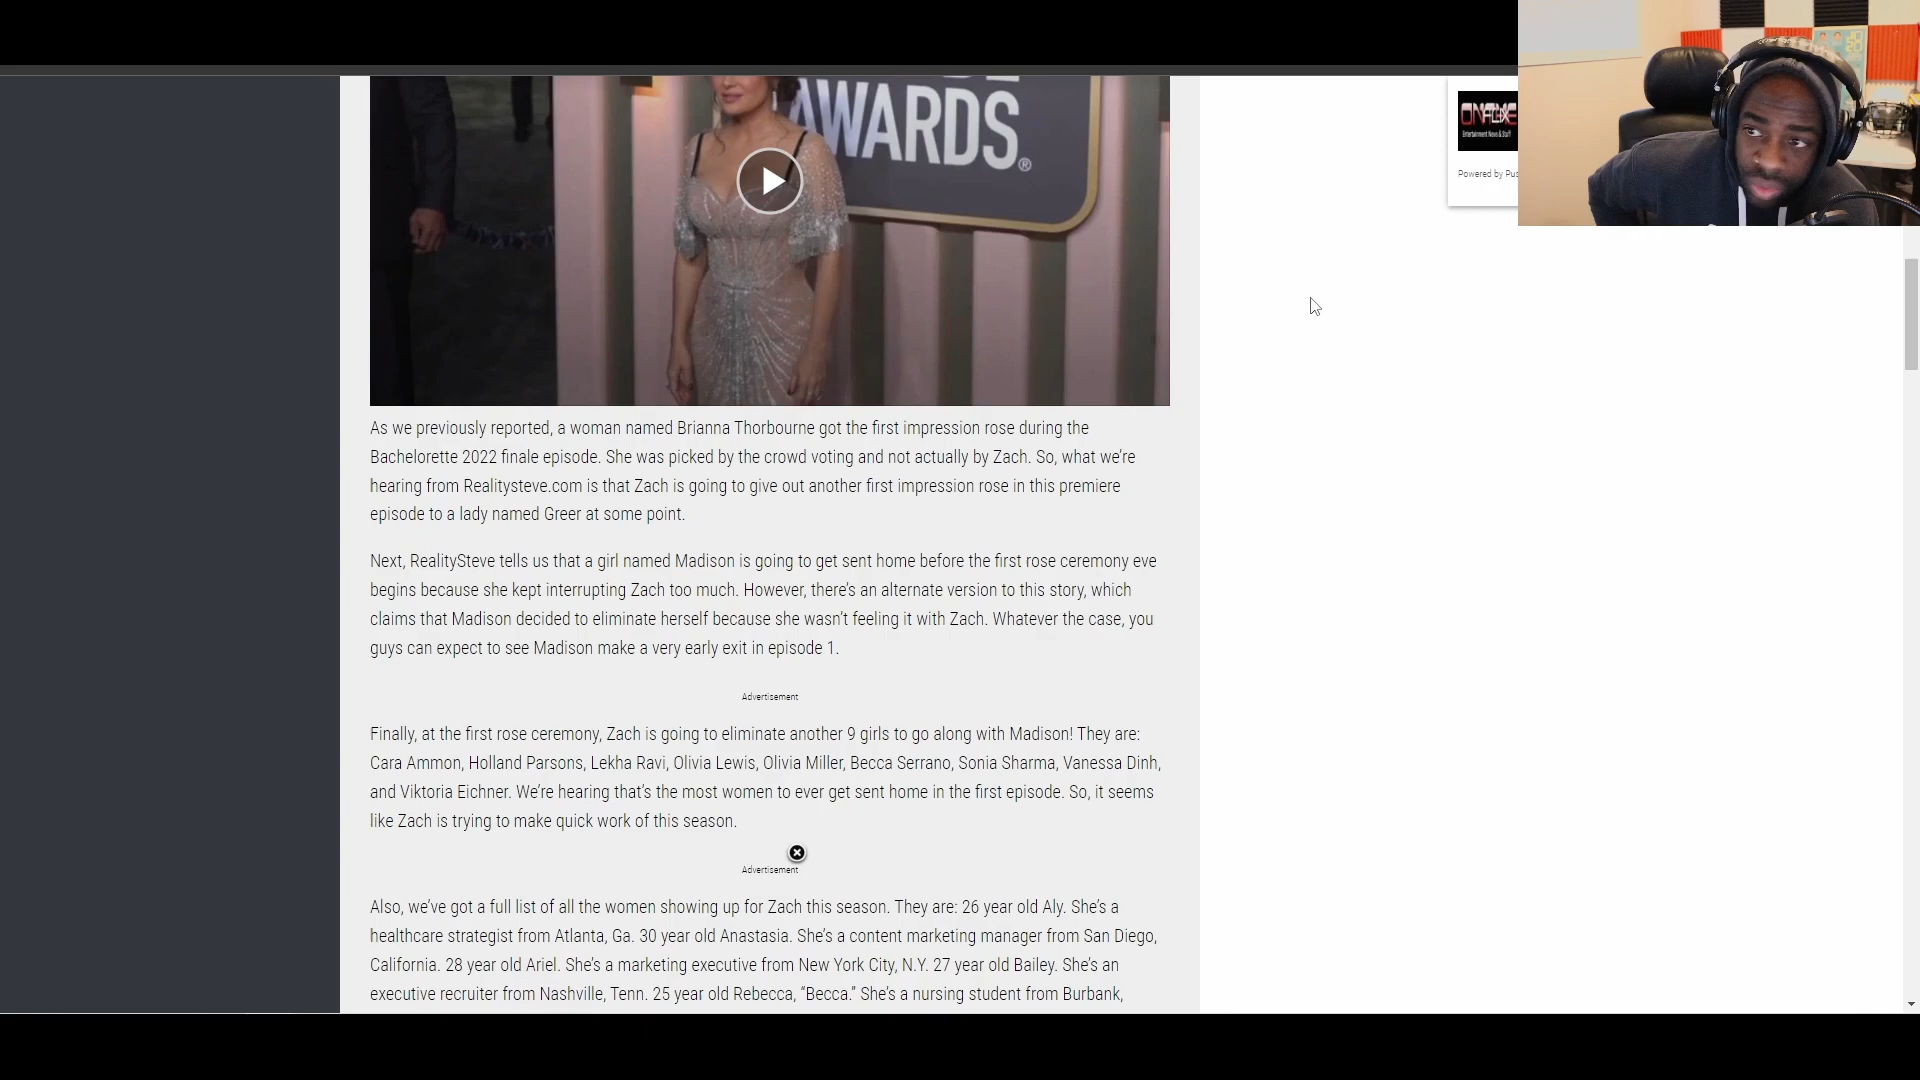 AWARDS®
ONFLIX
Entertainment News & Stuff
Powered by Pus
As we previously reported, a woman named Brianna Thorbourne got the first impression rose during the
Bachelorette 2022 finale episode. She was picked by the crowd voting and not actually by Zach. So, what we’re
hearing from Realitysteve.com is that Zach is going to give out another first impression rose in this premiere
episode to a lady named Greer at some point.
Next, RealitySteve tells us that a girl named Madison is going to get sent home before the first rose ceremony eve
begins because she kept interrupting Zach too much. However, there’s an alternate version to this story, which
claims that Madison decided to eliminate herself because she wasn’t feeling it with Zach. Whatever the case, you
guys can expect to see Madison make a very early exit in episode 1.
Advertisement
Finally, at the first rose ceremony, Zach is going to eliminate another 9 girls to go along with Madison! They are:
Cara Ammon, Holland Parsons, Lekha Ravi, Olivia Lewis, Olivia Miller, Becca Serrano, Sonia Sharma, Vanessa Dinh,
and Viktoria Eichner. We’re hearing that’s the most women to ever get sent home in the first episode. So, it seems
like Zach is trying to make quick work of this season.
Advertisement
Also, we’ve got a full list of all the women showing up for Zach this season. They are: 26 year old Aly. She’s a
healthcare strategist from Atlanta, Ga. 30 year old Anastasia. She’s a content marketing manager from San Diego,
California. 28 year old Ariel. She’s a marketing executive from New York City, N.Y. 27 year old Bailey. She’s an
executive recruiter from Nashville, Tenn. 25 year old Rebecca, “Becca.” She’s a nursing student from Burbank,